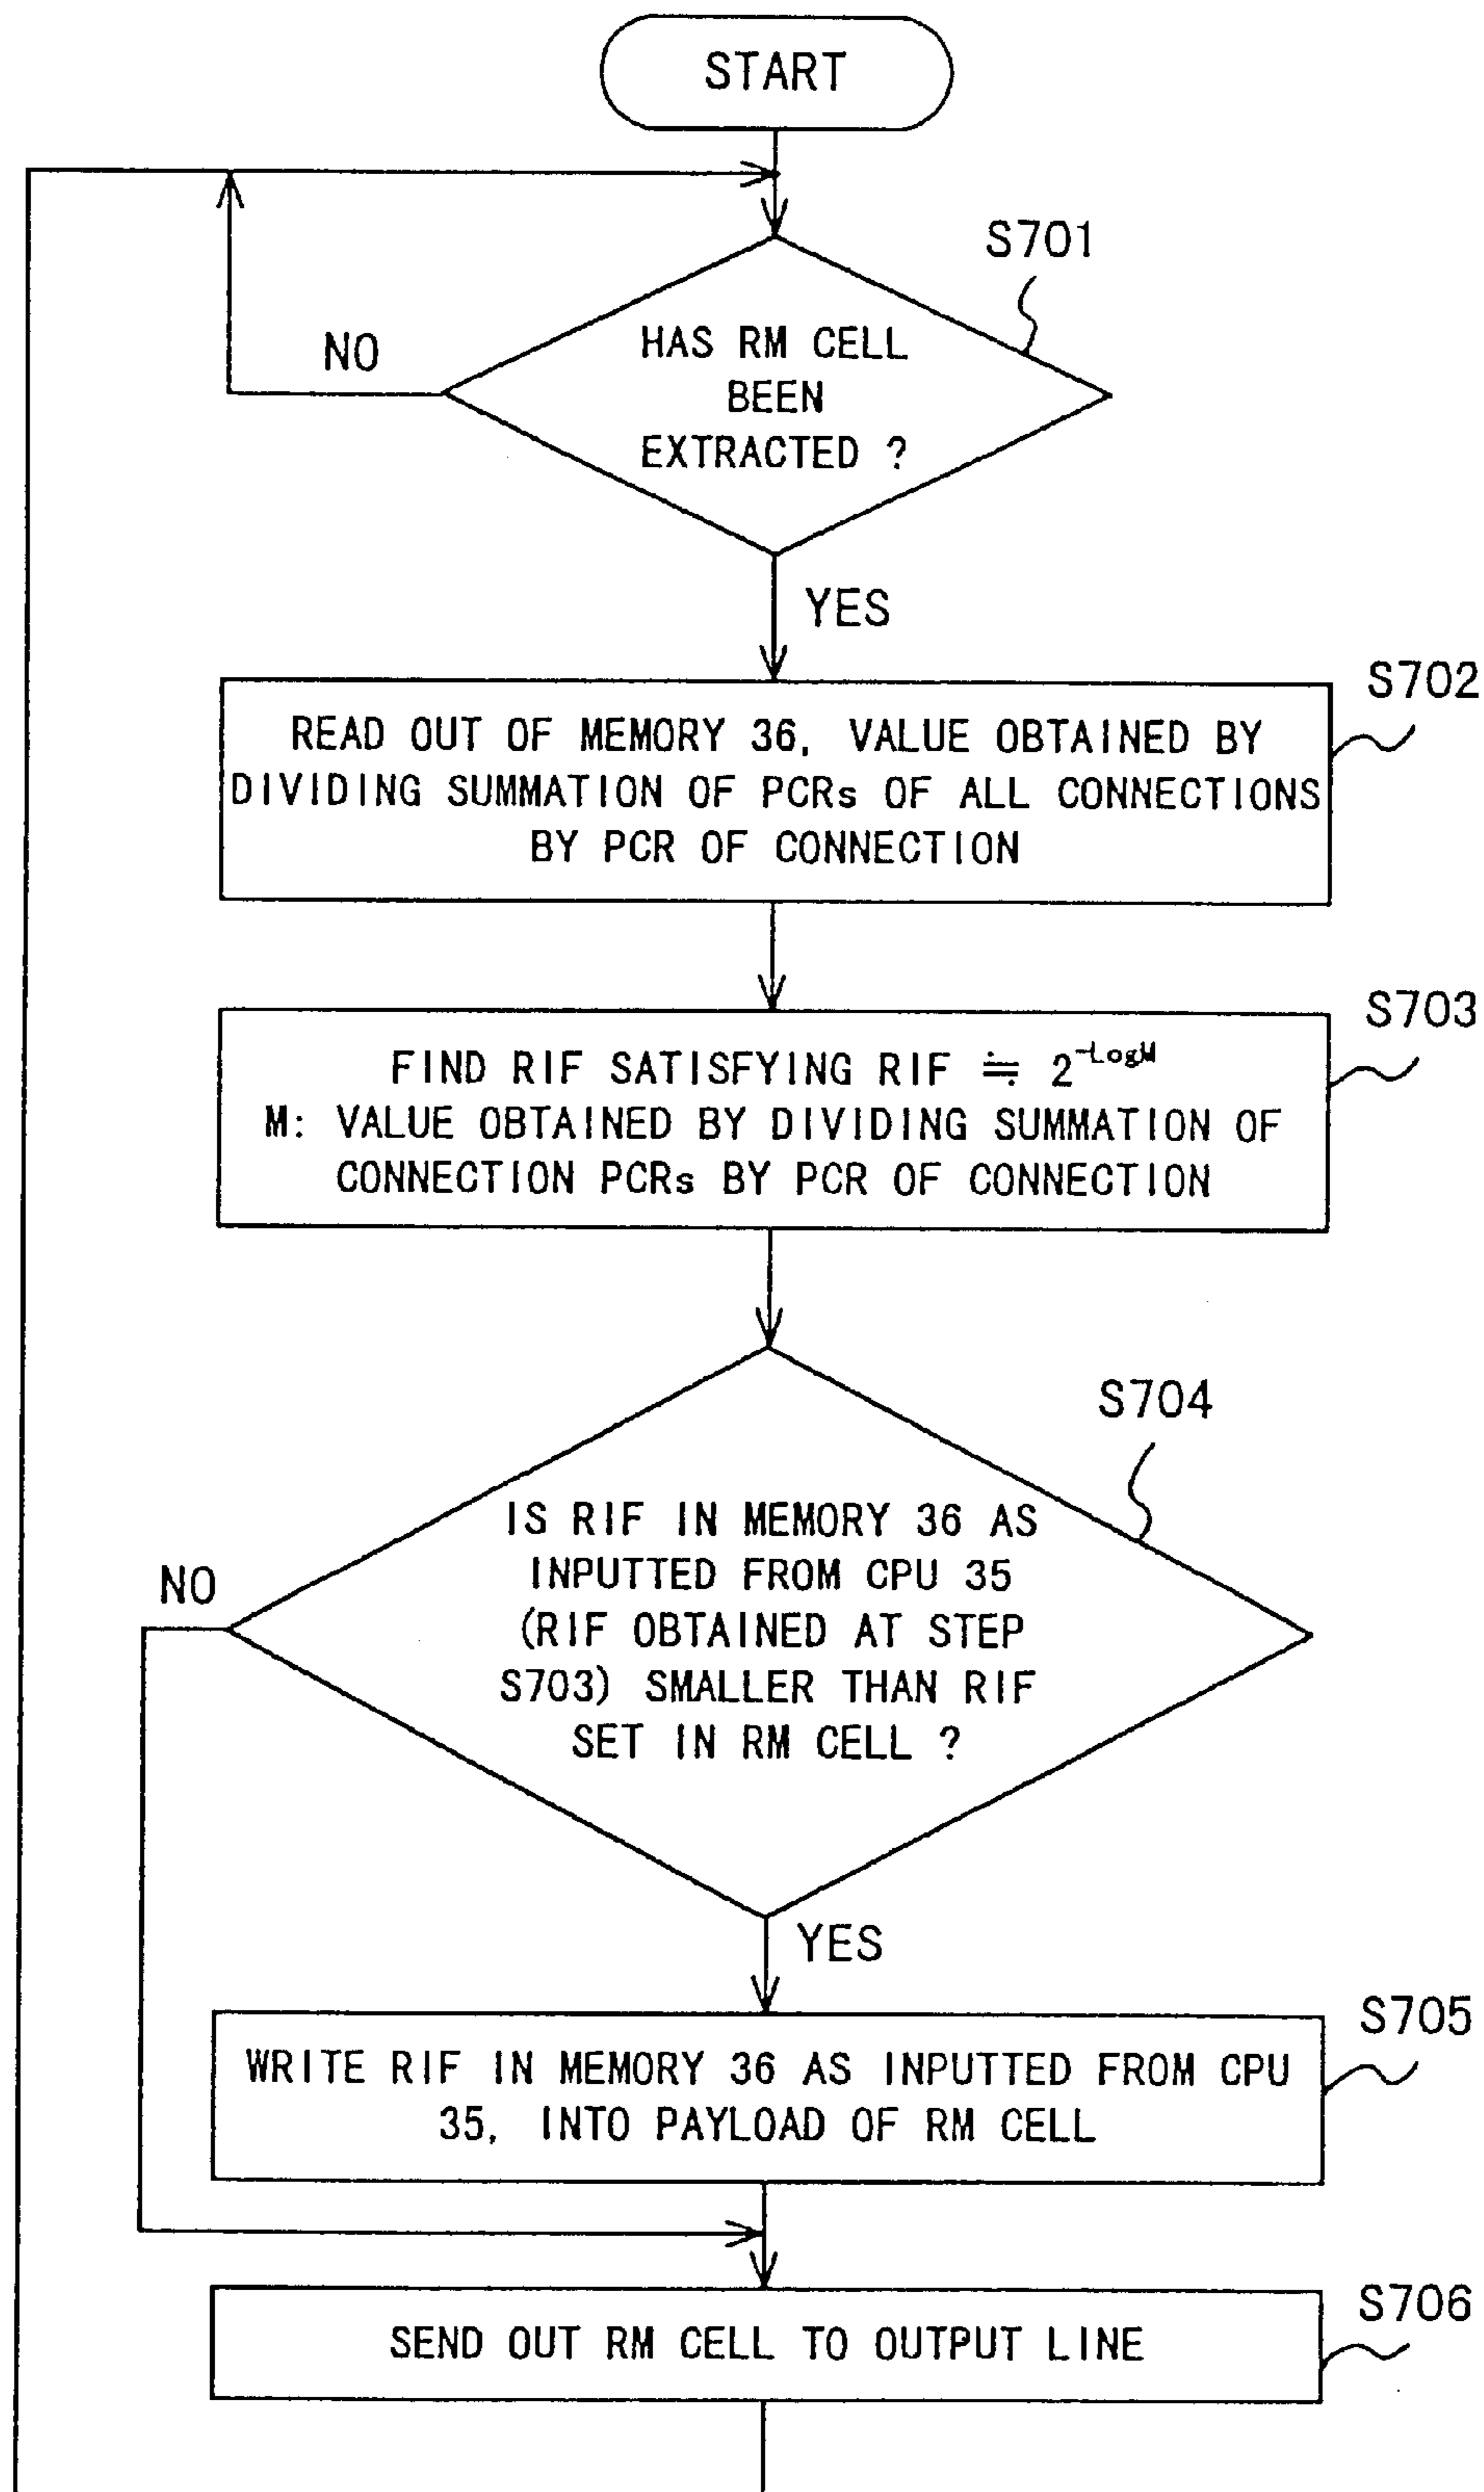 START
S701
NO
HAS RM CELL
BEEN
EXTRACTED ?
YES
S702
READ OUT OF MEMORY 36, VALUE OBTAINED BY
DIVIDING SUMMATION OF PCRs OF ALL CONNECTIONS
BY PCR OF CONNECTION
S703
FIND RIF SATISFYING RIF ≒ 2^-LogM
M: VALUE OBTAINED BY DIVIDING SUMMATION OF
CONNECTION PCRs BY PCR OF CONNECTION
S704
NO
IS RIF IN MEMORY 36 AS
INPUTTED FROM CPU 35
(RIF OBTAINED AT STEP
S703) SMALLER THAN RIF
SET IN RM CELL ?
YES
S705
WRITE RIF IN MEMORY 36 AS INPUTTED FROM CPU
35, INTO PAYLOAD OF RM CELL
S706
SEND OUT RM CELL TO OUTPUT LINE